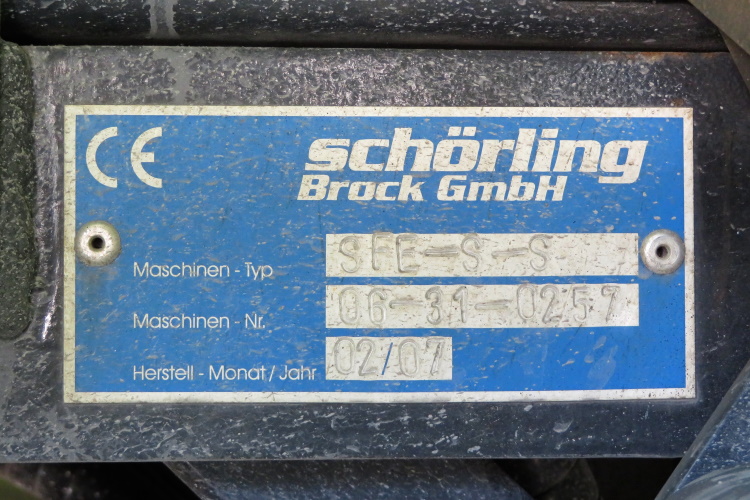 CE
schörling
Brock GmbH
Maschinen - Typ SFE-S-S
Maschinen - Nr. 06-31-0257
Herstell - Monat / Jahr 02/07